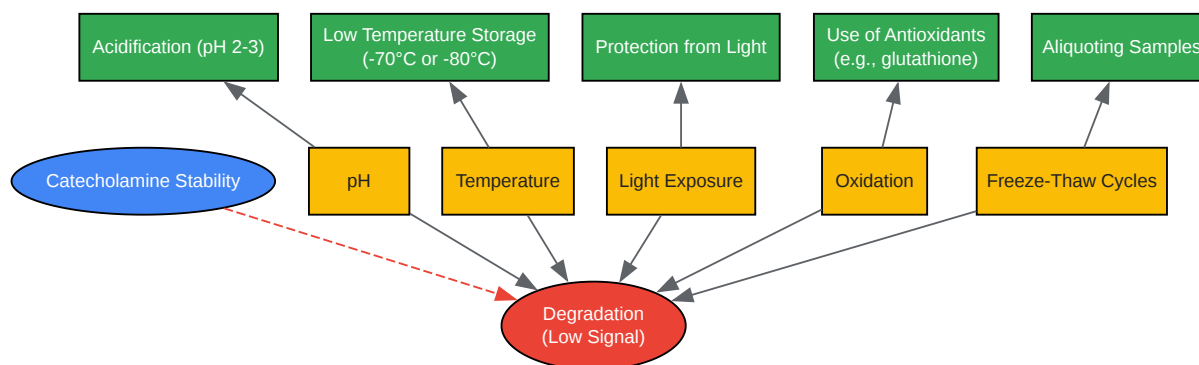 Acidification (pH 2-3)
Low Temperature Storage
(-70°C or -80°C)
Protection from Light
Use of Antioxidants
(e.g., glutathione)
Aliquoting Samples
Catecholamine Stability
pH
Temperature
Light Exposure
Oxidation
Freeze-Thaw Cycles
Degradation
(Low Signal)